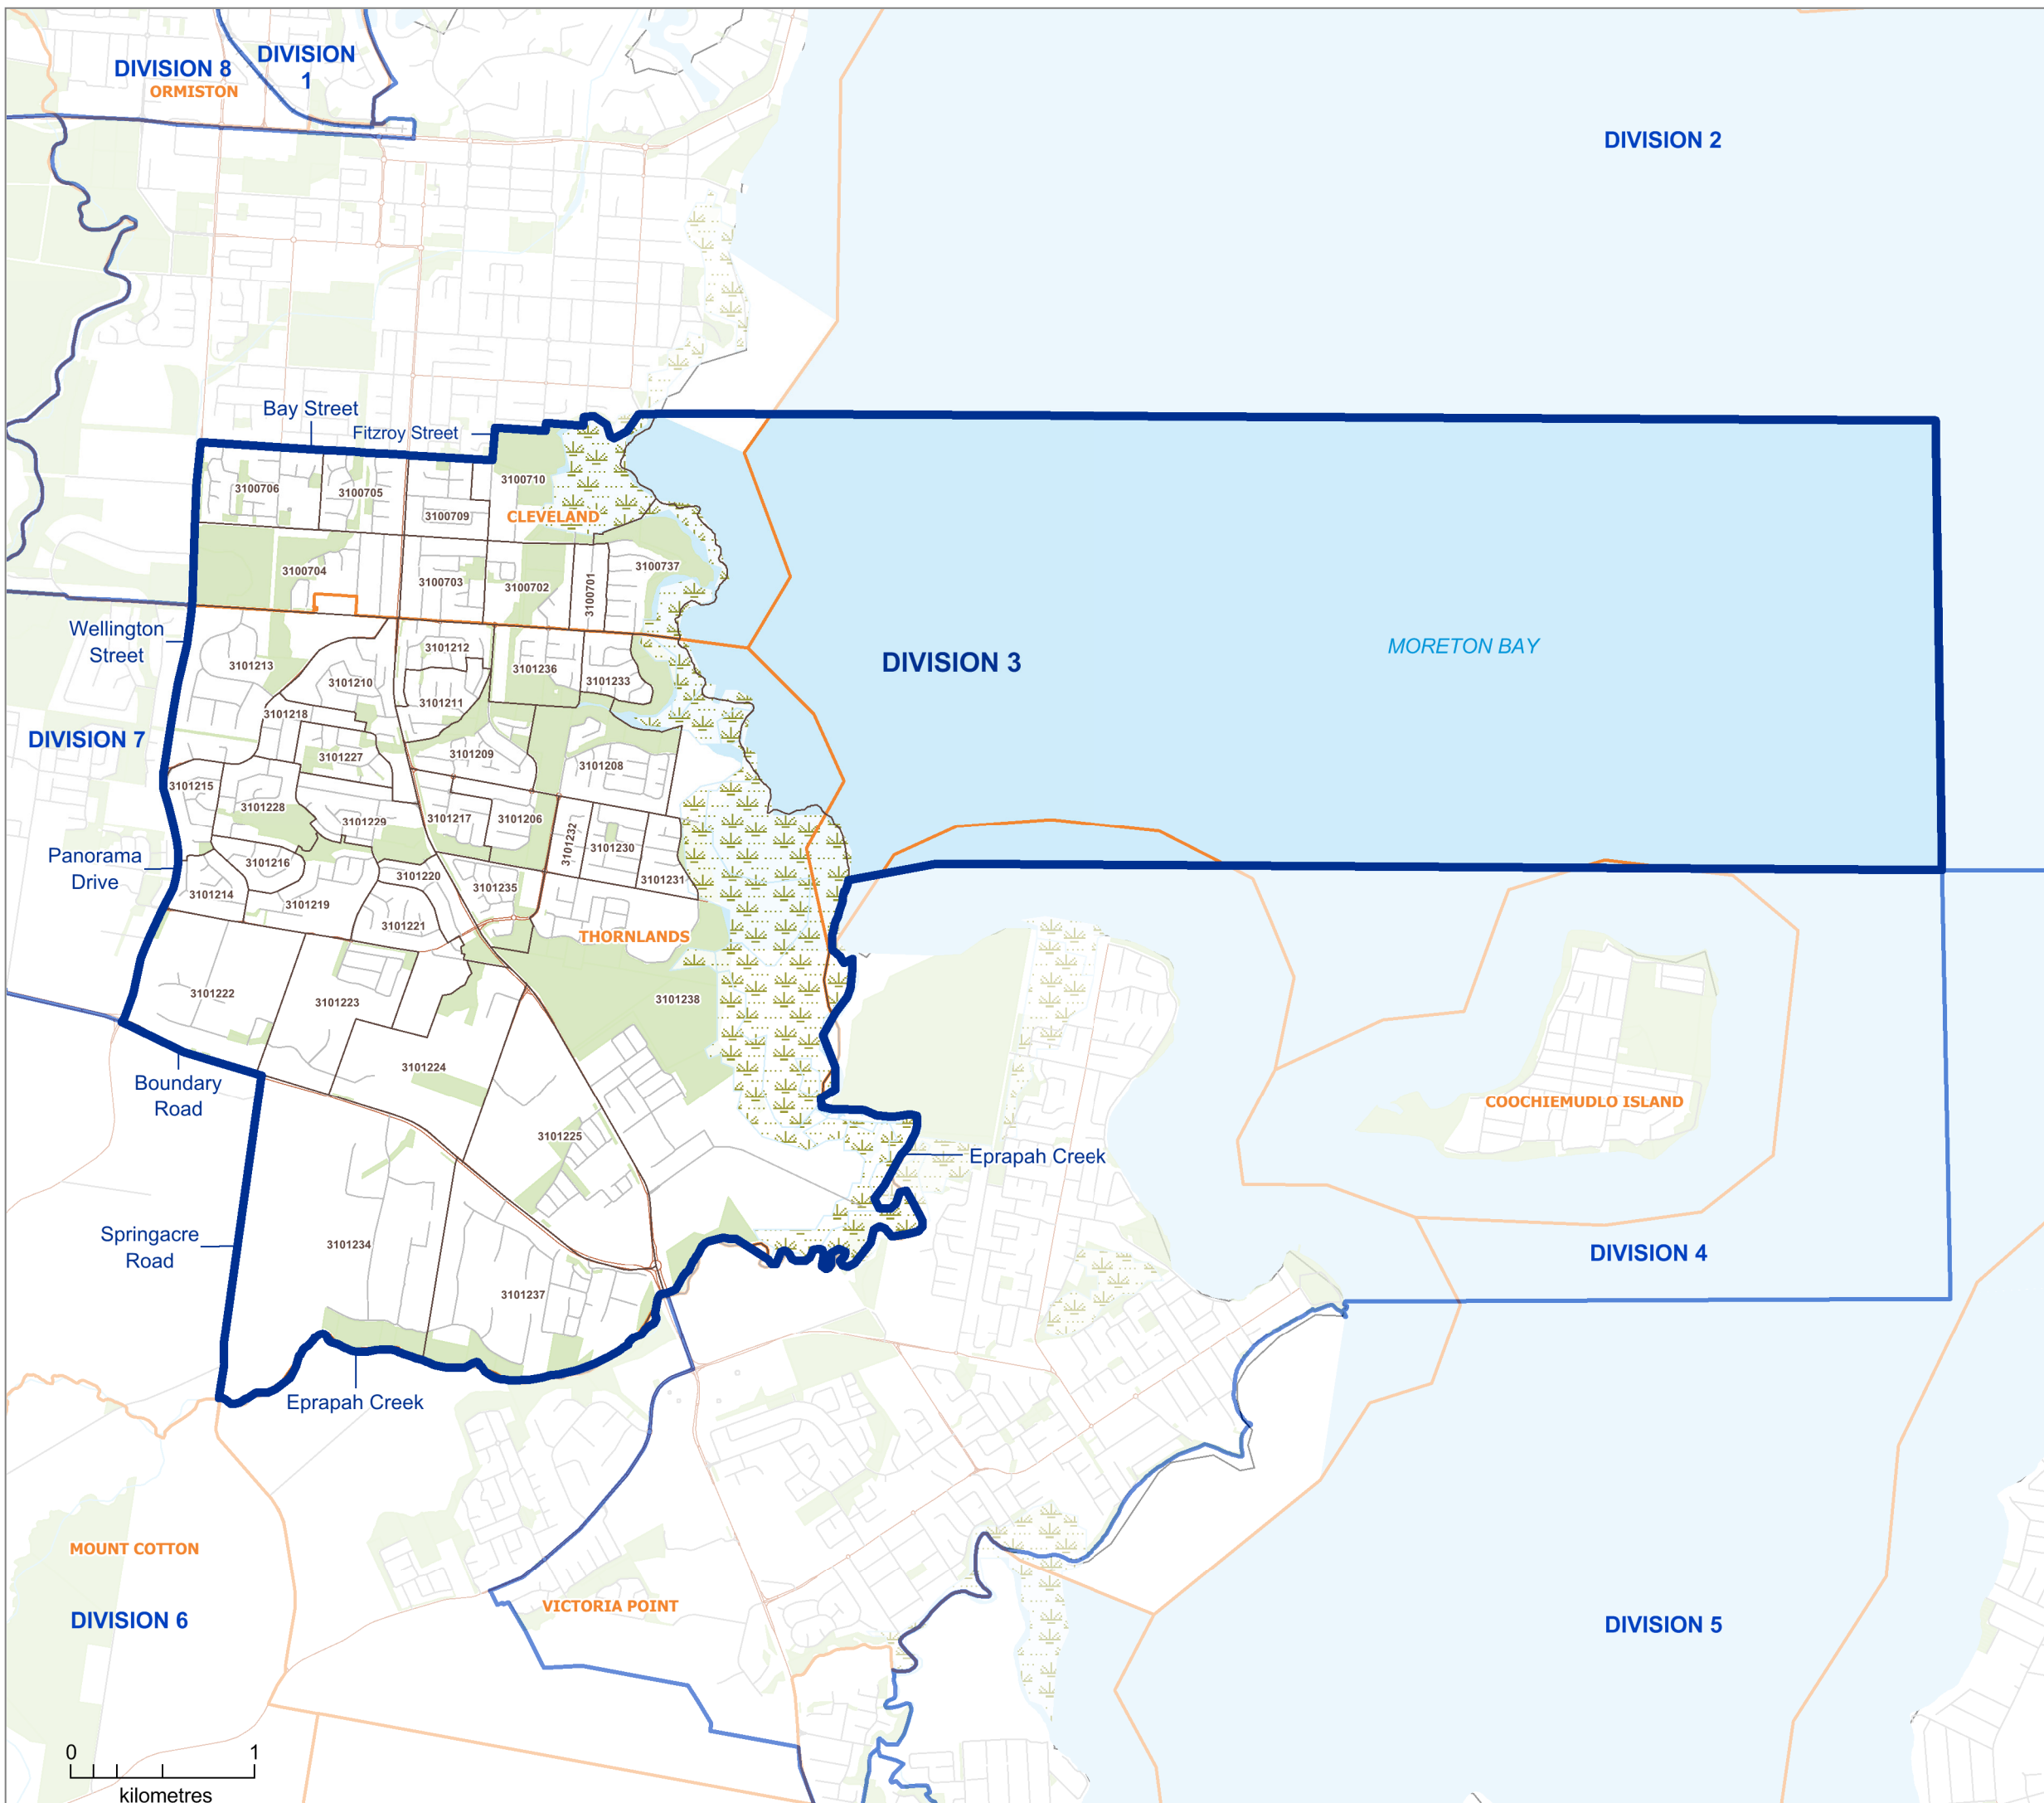 DIVISION 8
DIVISION
1
ORMISTON
DIVISION 2
Bay Street
Fitzroy Street
3100706
3100705
3100710
3100709
CLEVELAND
3100704
3100703
3100702
3100701
3100737
Wellington
Street
3101213
3101212
3101236
3101233
3101210
3101211
3101218
DIVISION 3
MORETON BAY
DIVISION 7
3101227
3101209
3101208
3101215
3101228
3101229
3101217
3101206
3101232
3101230
Panorama
Drive
3101216
3101220
3101235
3101231
3101214
3101219
3101221
THORNLANDS
3101222
3101223
3101238
3101224
Boundary
Road
COOCHIEMUDLO ISLAND
3101225
Eprapah Creek
Springacre
Road
3101234
DIVISION 4
3101237
Eprapah Creek
MOUNT COTTON
DIVISION 6
VICTORIA POINT
DIVISION 5
0 1
kilometres